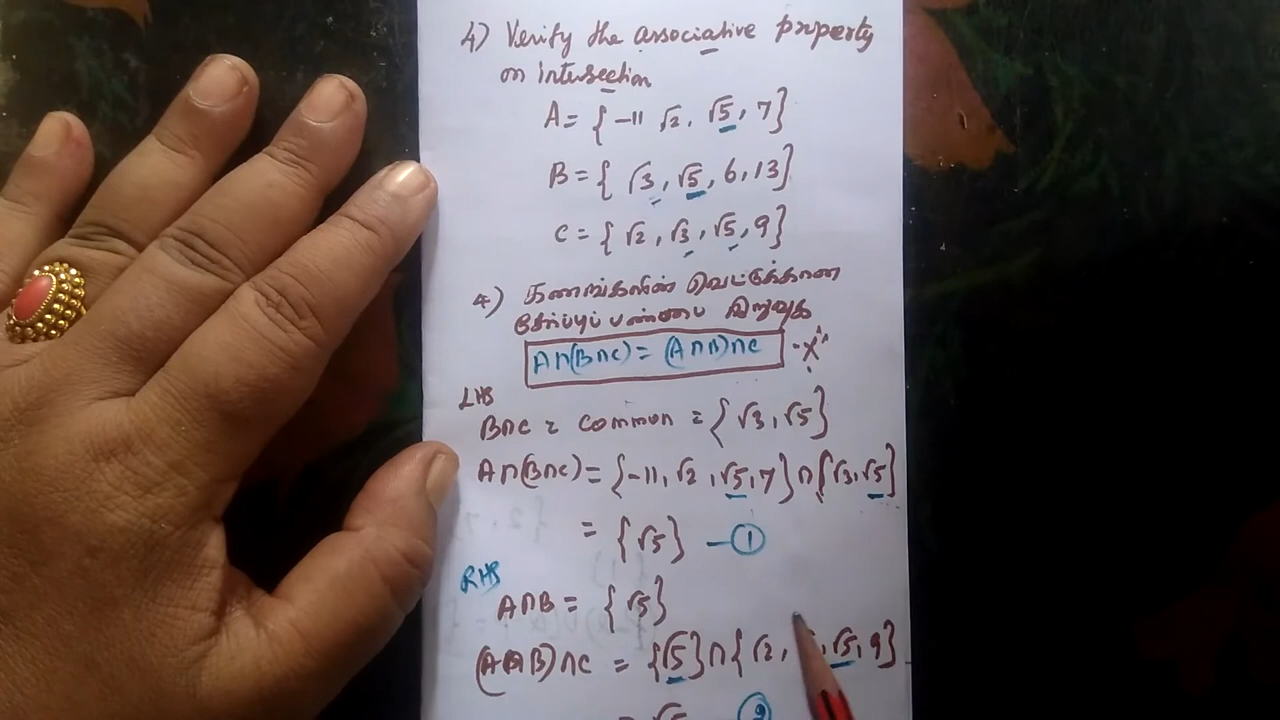 4) Verify the associative property
on intersection
A = { -11 √2, √5, 7 }
B = { √3, √5, 6, 13 }
C = { √2, √3, √5, 9 }
4) கணங்களின் வெட்டுக்கான
சேர்ப்புப் பண்பை நிறுவுக
A∩(B∩C) = (A∩B)∩C
LHS
B∩C = common = { √3, √5 }
A∩(B∩C) = { -11, √2, √5, 7 } ∩ { √3, √5 }
= { √5 } — ①
RHS
A∩B = { √5 }
(A∩B)∩C = { √5 } ∩ { √2, , √5, 9 }
= √5 ②